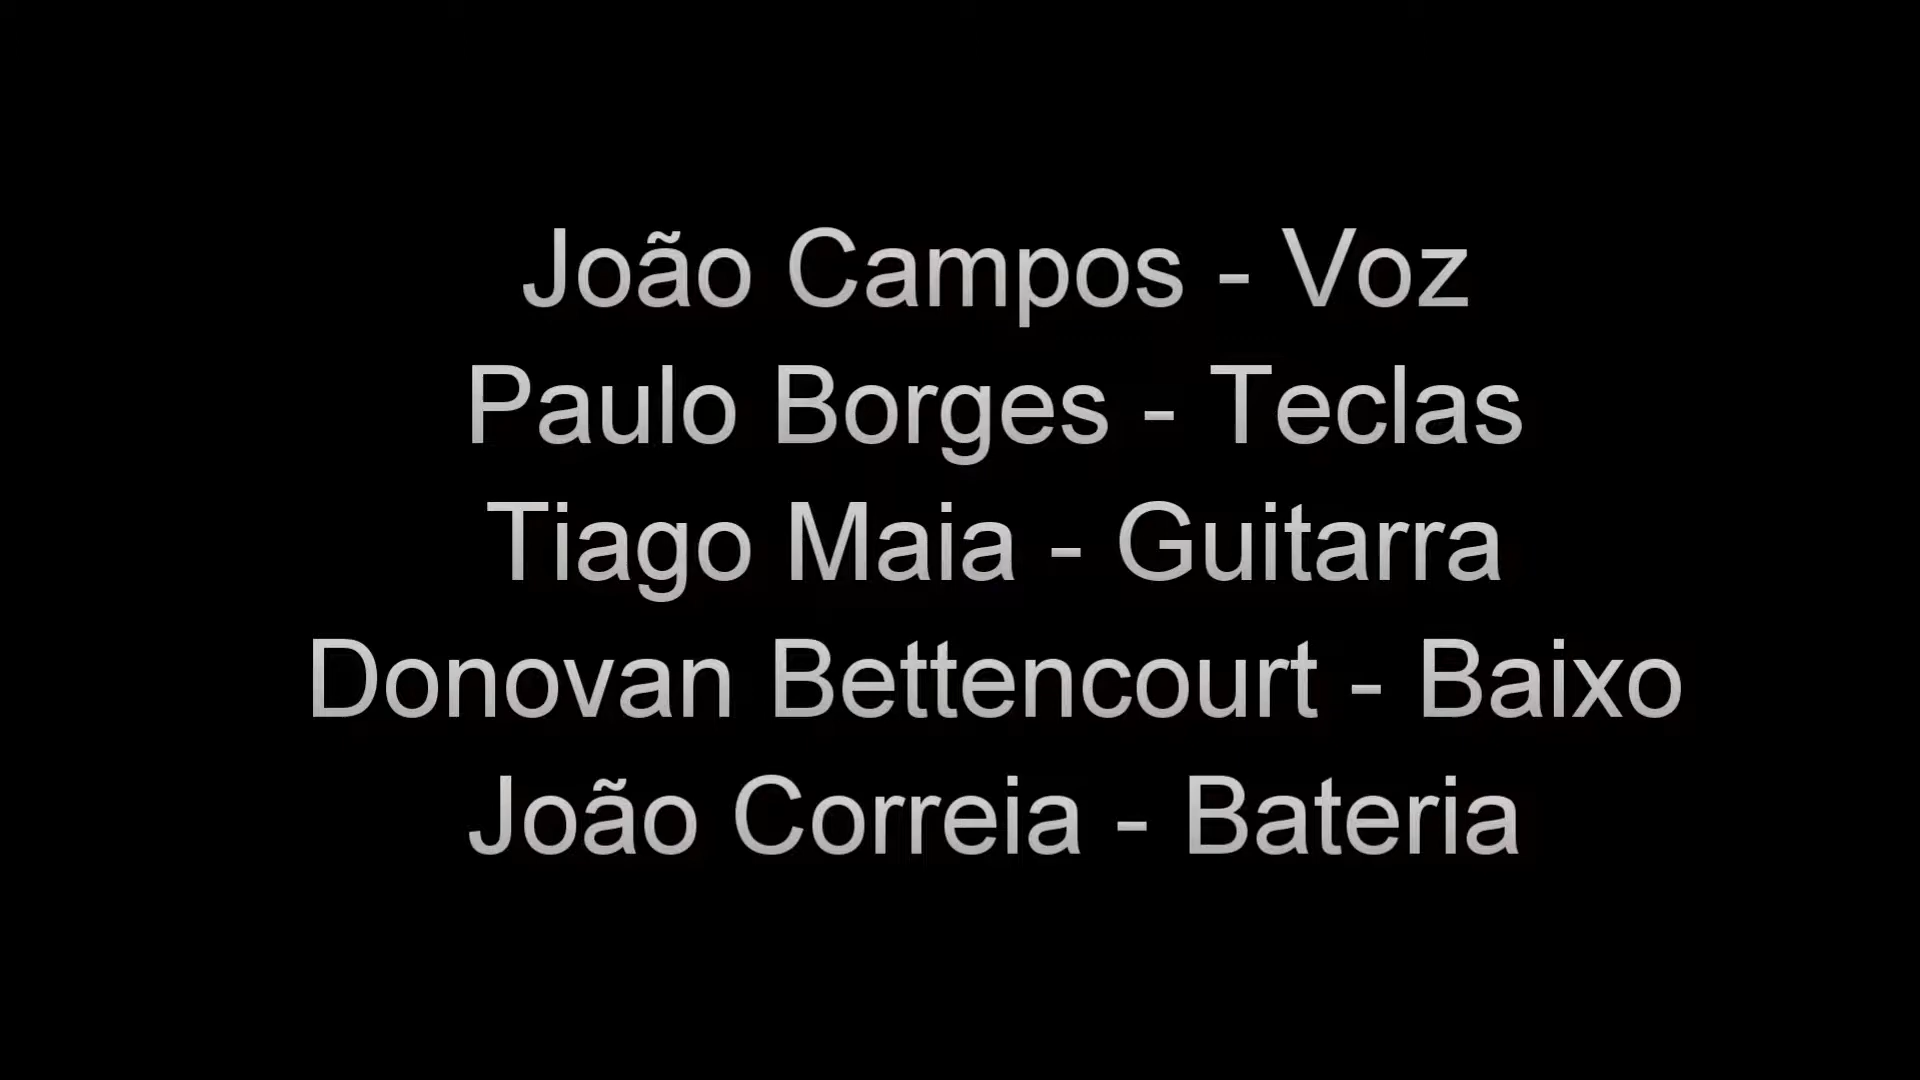 João Campos - Voz
Paulo Borges - Teclas
Tiago Maia - Guitarra
Donovan Bettencourt - Baixo
João Correia - Bateria